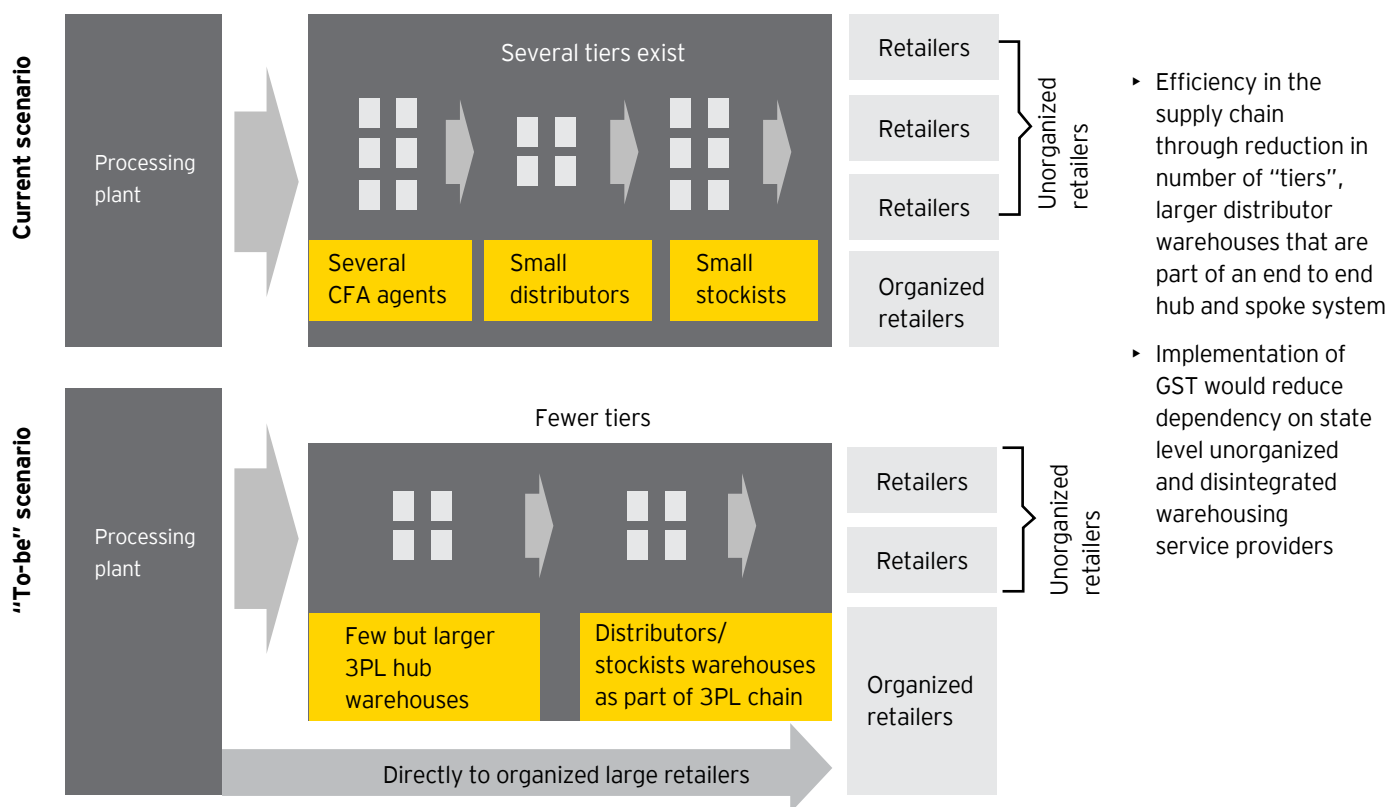 Current scenario
Processing
plant
Several tiers exist
Several
CFA agents
Small
distributors
Small
stockists
Retailers
Retailers
Retailers
Organized
retailers
Unorganized
retailers
"To-be" scenario
Processing
plant
Fewer tiers
Few but larger
3PL hub
warehouses
Distributors/
stockists warehouses
as part of 3PL chain
Directly to organized large retailers
Retailers
Retailers
Organized
retailers
Unorganized
retailers
‣ Efficiency in the
supply chain
through reduction in
number of “tiers”,
larger distributor
warehouses that are
part of an end to end
hub and spoke system
‣ Implementation of
GST would reduce
dependency on state
level unorganized
and disintegrated
warehousing
service providers